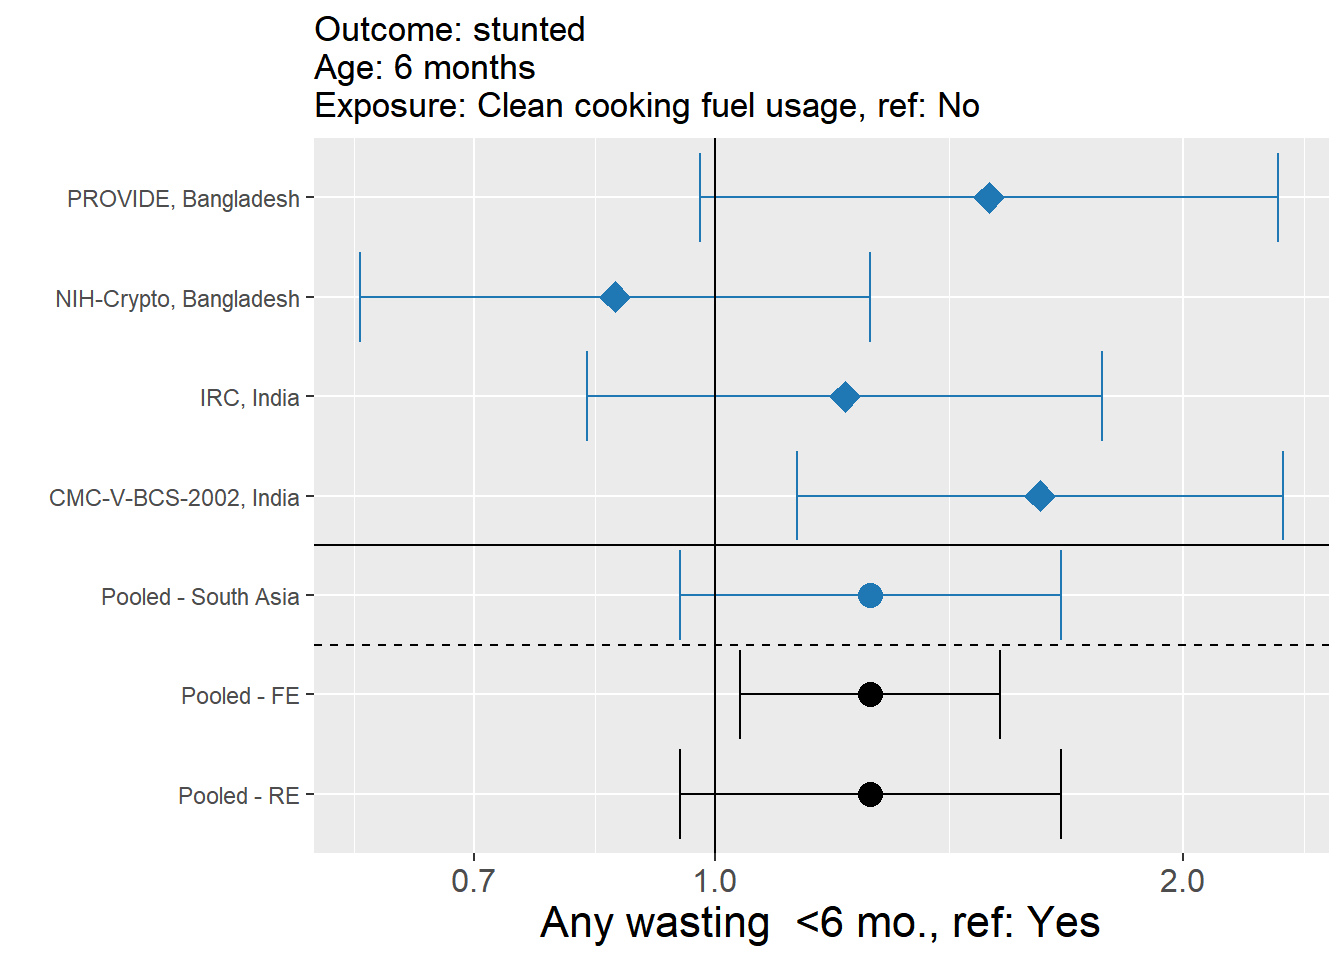 Outcome: stunted
Age: 6 months
Exposure: Clean cooking fuel usage, ref: No
PROVIDE, Bangladesh
NIH-Crypto, Bangladesh
IRC, India
CMC-V-BCS-2002, India
Pooled - South Asia
Pooled - FE
Pooled - RE
0.7 1.0 2.0
Any wasting  <6 mo., ref: Yes